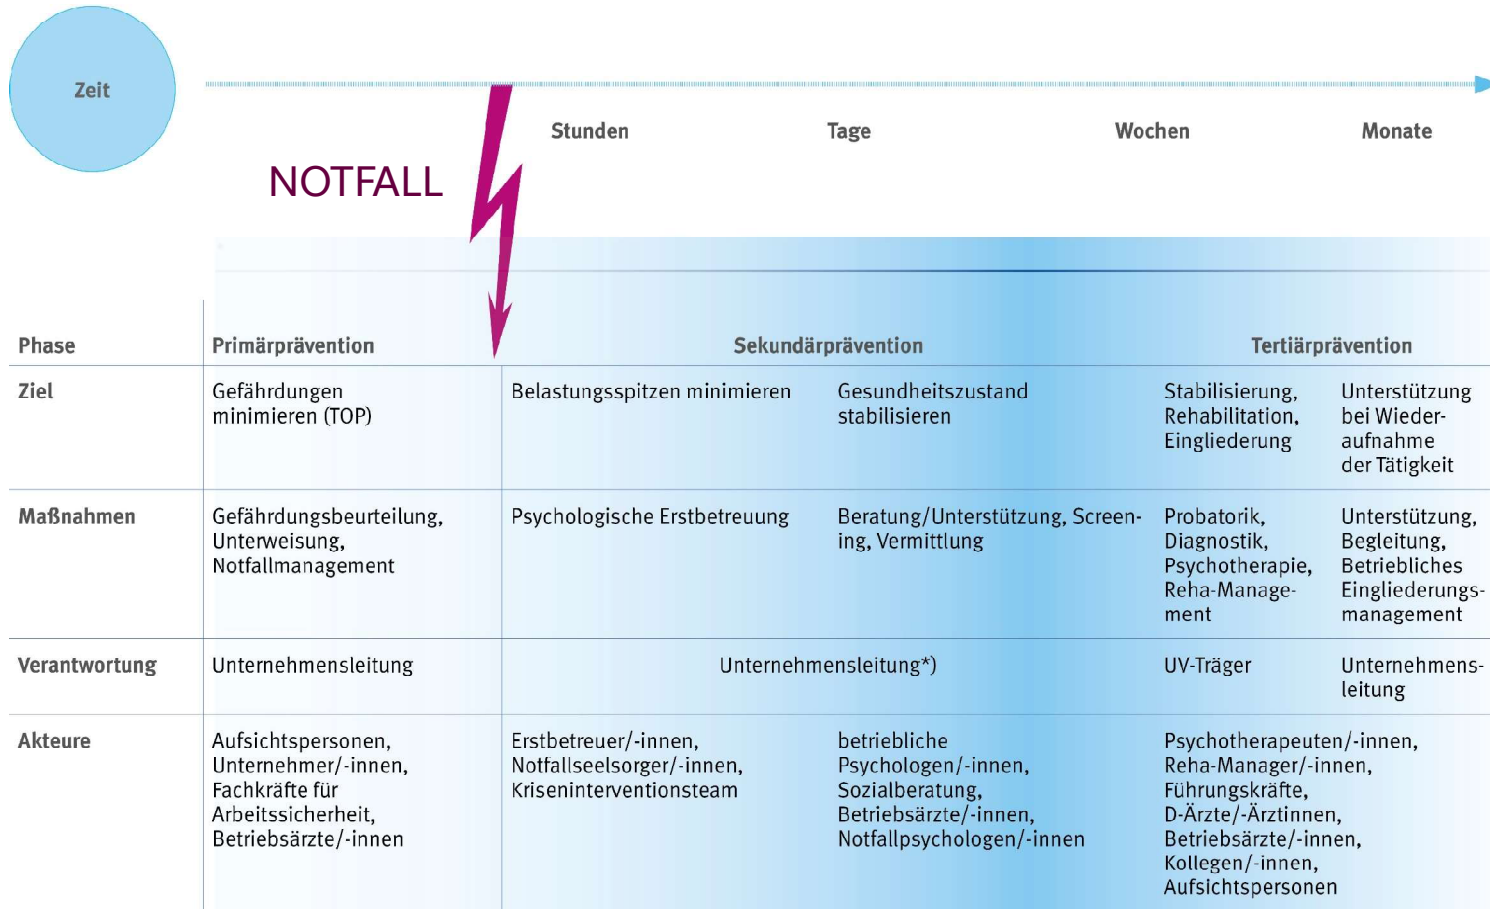 Zeit
Stunden Tage Wochen Monate
NOTFALL
Phase Primärprävention Sekundärprävention Tertiärprävention
Ziel
Gefährdungen
minimieren (TOP)
Belastungsspitzen minimieren
Gesundheitszustand
stabilisieren
Stabilisierung,
Rehabilitation,
Eingliederung
Unterstützung
bei Wieder-
aufnahme
der Tätigkeit
Maßnahmen
Gefährdungsbeurteilung,
Unterweisung,
Notfallmanagement
Psychologische Erstbetreuung
Beratung/Unterstützung, Screen-
ing, Vermittlung
Probatorik,
Diagnostik,
Psychotherapie,
Reha-Manage-
ment
Unterstützung,
Begleitung,
Betriebliches
Eingliederungs-
management
Verantwortung
Unternehmensleitung
Unternehmensleitung*)
UV-Träger
Unternehmens-
leitung
Akteure
Aufsichtspersonen,
Unternehmer/-innen,
Fachkräfte für
Arbeitssicherheit,
Betriebsärzte/-innen
Erstbetreuer/-innen,
Notfallseelsorger/-innen,
Kriseninterventionsteam
betriebliche
Psychologen/-innen,
Sozialberatung,
Betriebsärzte/-innen,
Notfallpsychologen/-innen
Psychotherapeuten/-innen,
Reha-Manager/-innen,
Führungskräfte,
D-Ärzte/-Ärztinnen,
Betriebsärzte/-innen,
Kollegen/-innen,
Aufsichtspersonen